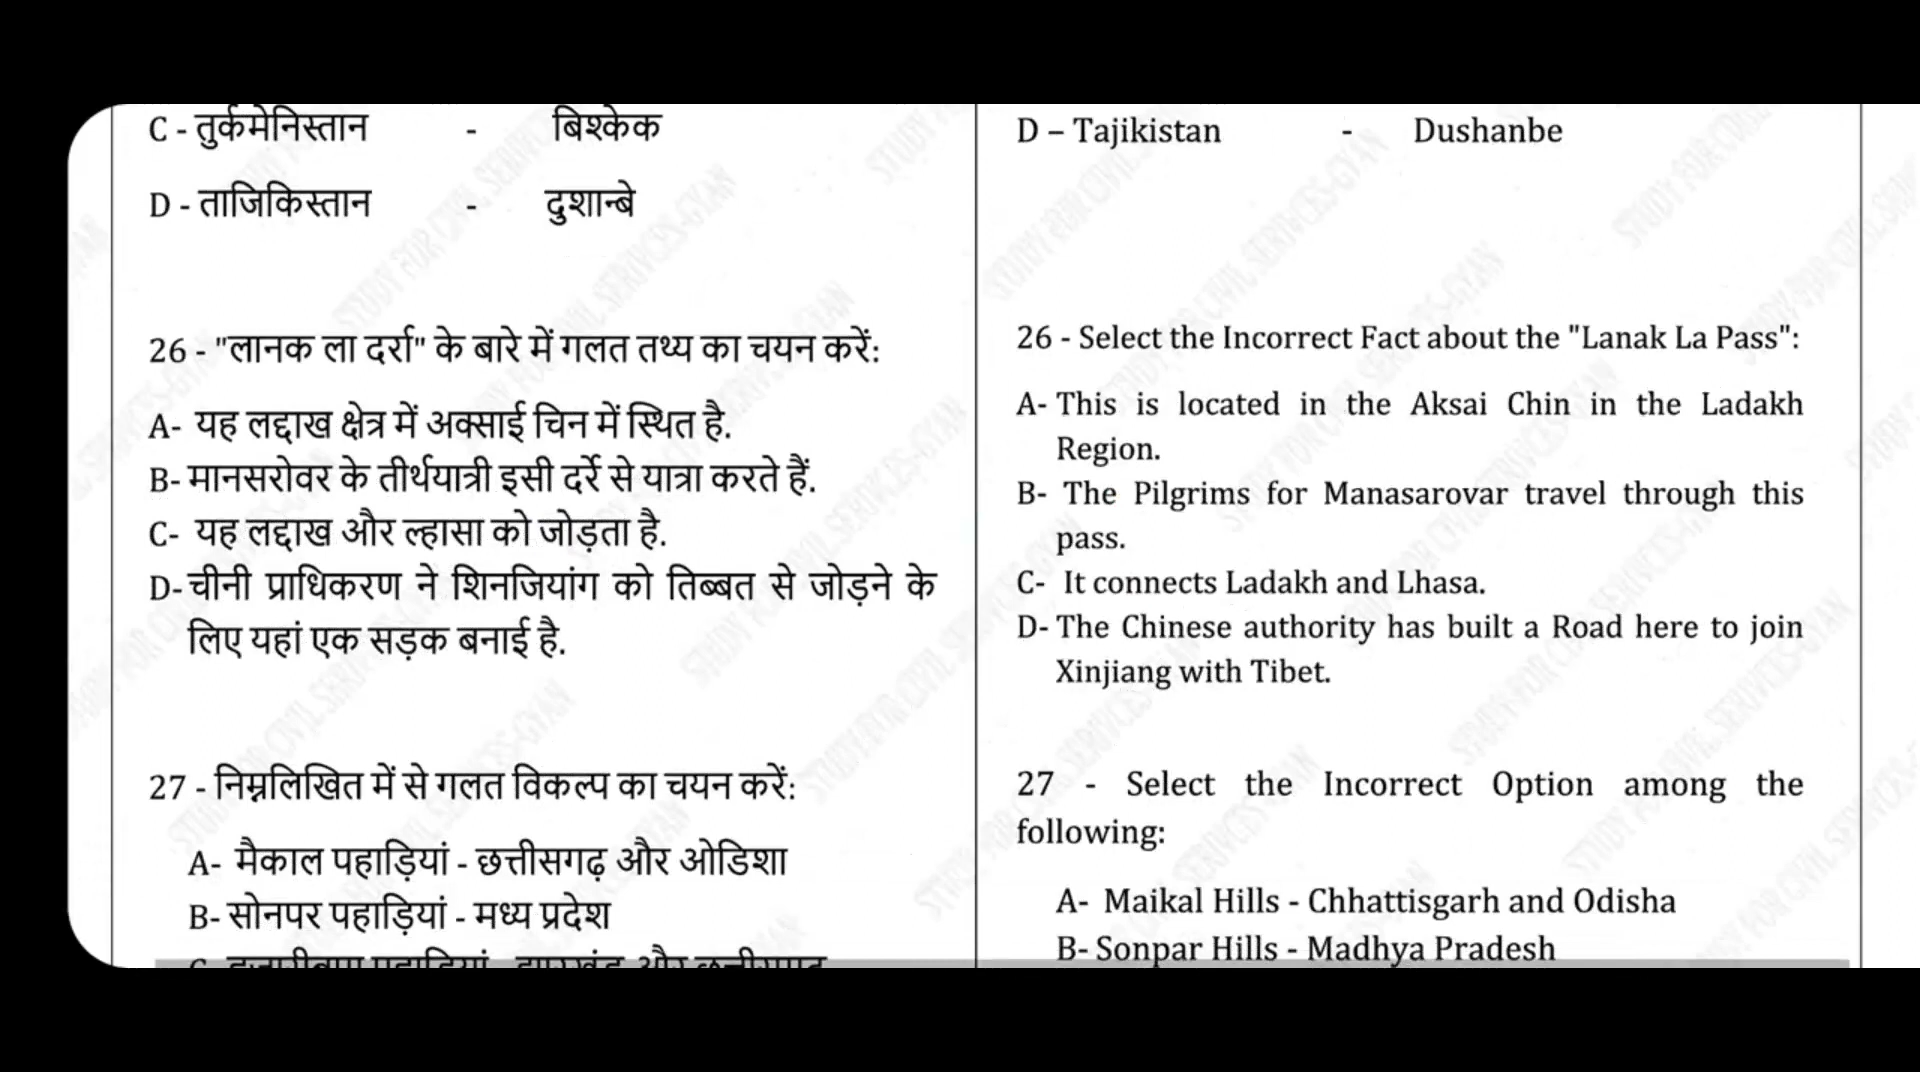 C - तुर्कमेनिस्तान - बिश्केक
D - ताजिकिस्तान - दुशान्बे
26 - "लानक ला दर्रा" के बारे में गलत तथ्य का चयन करें:
A- यह लद्दाख क्षेत्र में अक्साई चिन में स्थित है.
B- मानसरोवर के तीर्थयात्री इसी दर्रे से यात्रा करते हैं.
C- यह लद्दाख और ल्हासा को जोड़ता है.
D- चीनी प्राधिकरण ने शिनजियांग को तिब्बत से जोड़ने के
लिए यहां एक सड़क बनाई है.
27 - निम्नलिखित में से गलत विकल्प का चयन करें:
A- मैकाल पहाड़ियां - छत्तीसगढ़ और ओडिशा
B- सोनपर पहाड़ियां - मध्य प्रदेश
D – Tajikistan - Dushanbe
26 - Select the Incorrect Fact about the "Lanak La Pass":
A- This is located in the Aksai Chin in the Ladakh
Region.
B- The Pilgrims for Manasarovar travel through this
pass.
C- It connects Ladakh and Lhasa.
D- The Chinese authority has built a Road here to join
Xinjiang with Tibet.
27 - Select the Incorrect Option among the
following:
A- Maikal Hills - Chhattisgarh and Odisha
B- Sonpar Hills - Madhya Pradesh